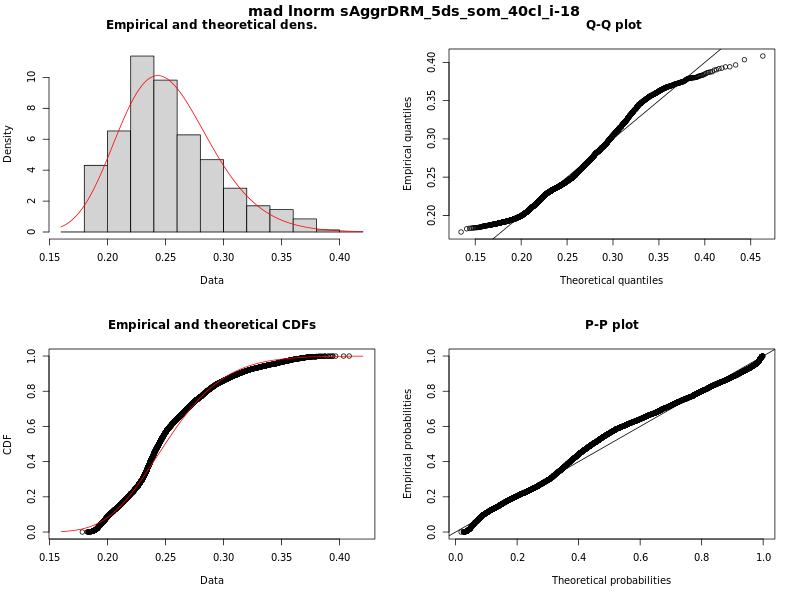 mad lnorm sAggrDRM_5ds_som_40cl_i-18
Empirical and theoretical dens.
Density
0 2 4 6 8 10
0.15 0.20 0.25 0.30 0.35 0.40
Data
Q-Q plot
Empirical quantiles
0.20 0.25 0.30 0.35 0.40
0.15 0.20 0.25 0.30 0.35 0.40 0.45
Theoretical quantiles
Empirical and theoretical CDFs
CDF
0.0 0.2 0.4 0.6 0.8 1.0
0.15 0.20 0.25 0.30 0.35 0.40
Data
P-P plot
Empirical probabilities
0.0 0.2 0.4 0.6 0.8 1.0
0.0 0.2 0.4 0.6 0.8 1.0
Theoretical probabilities